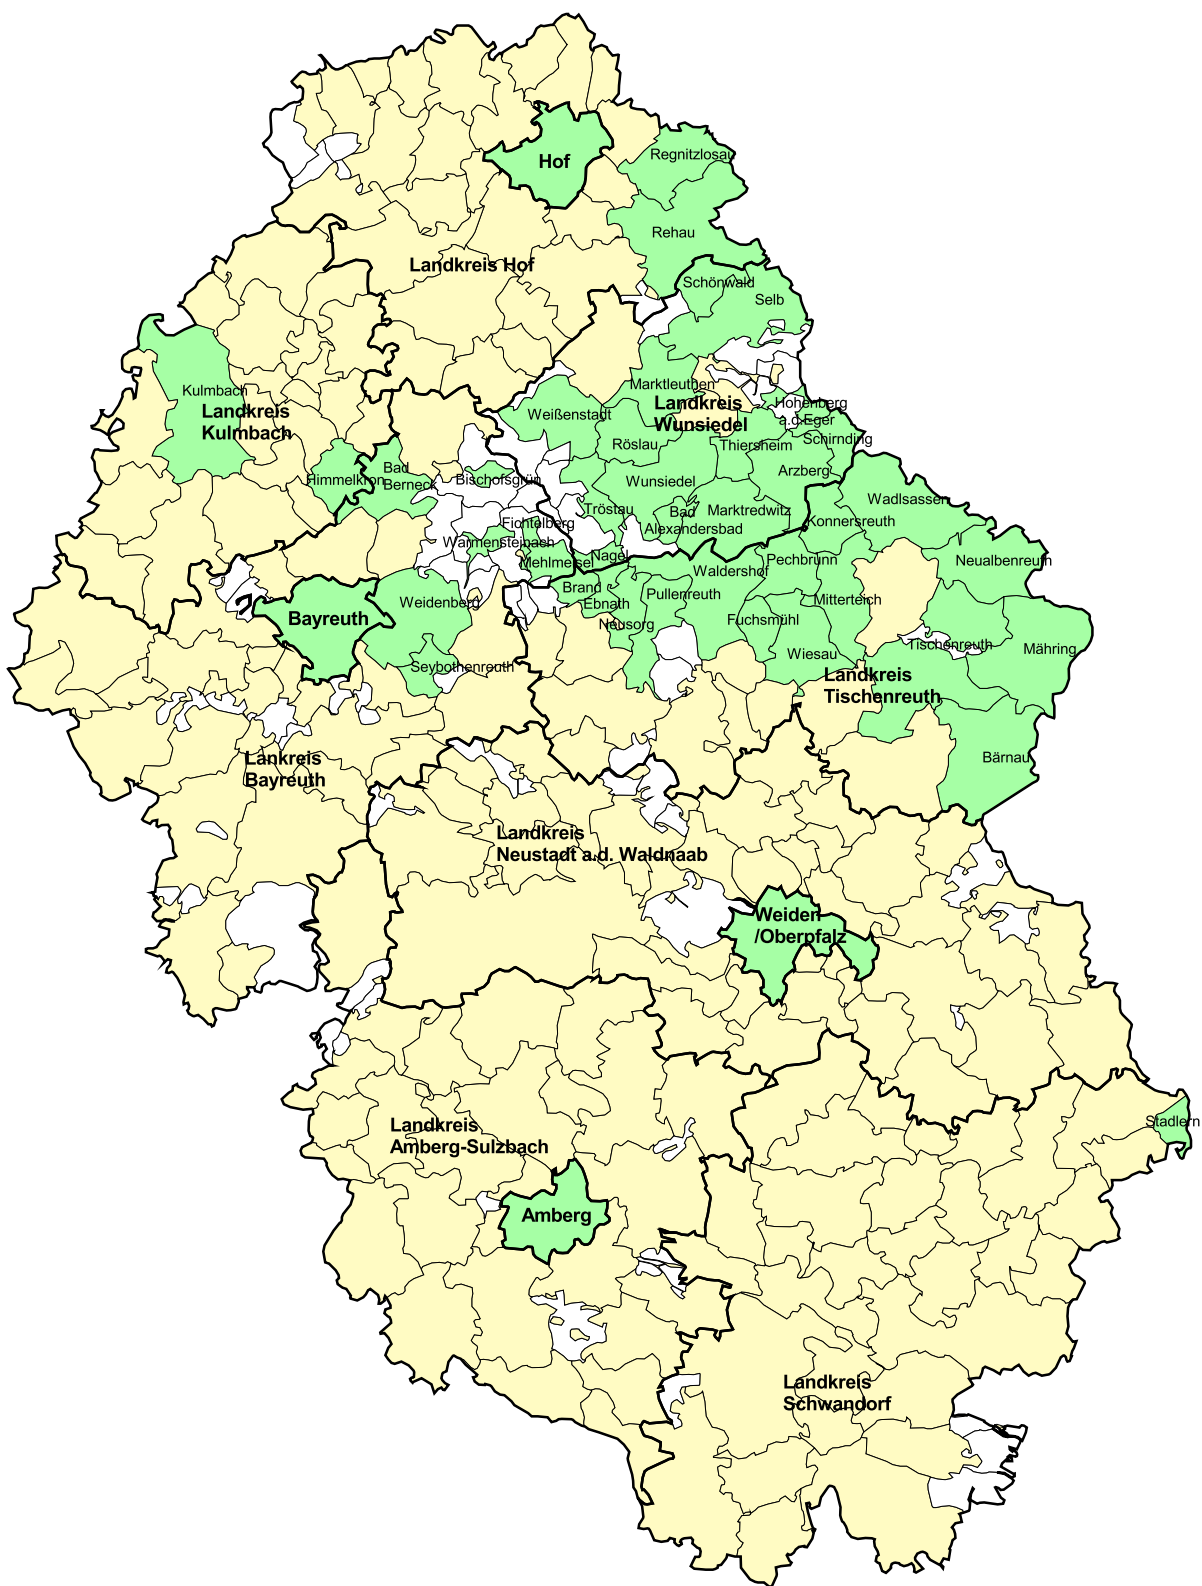 Hof
Regnitzlosau
Rehau
Landkreis Hof
Schönwald
Selb
Kulmbach
Landkreis
Kulmbach
Marktleuthen
Landkreis
Wunsiedel
Weißenstadt
Hohenberg
a.d.Eger
Röslau
Thiersheim
Schirnding
Himmelkron
Bad
Berneck
Bischofsgrün
Wunsiedel
Arzberg
Tröstau
Bad
Alexandersbad
Marktredwitz
Wadlsassen
Konnersreuth
Fichtelberg
Warmensteinach
Mehlmeisel
Nagel
Waldershof
Pechbrunn
Neualbenreuth
Brand
Ebnath
Pullenreuth
Mitterteich
Weidenberg
Bayreuth
Neusorg
Fuchsmühl
Tischenreuth
Mähring
Wiesau
Seybothenreuth
Landkreis
Tischenreuth
Lankreis
Bayreuth
Bärnau
Landkreis
Neustadt a.d. Waldnaab
Weiden
/Oberpfalz
Landkreis
Amberg-Sulzbach
Stadlern
Amberg
Landkreis
Schwandorf